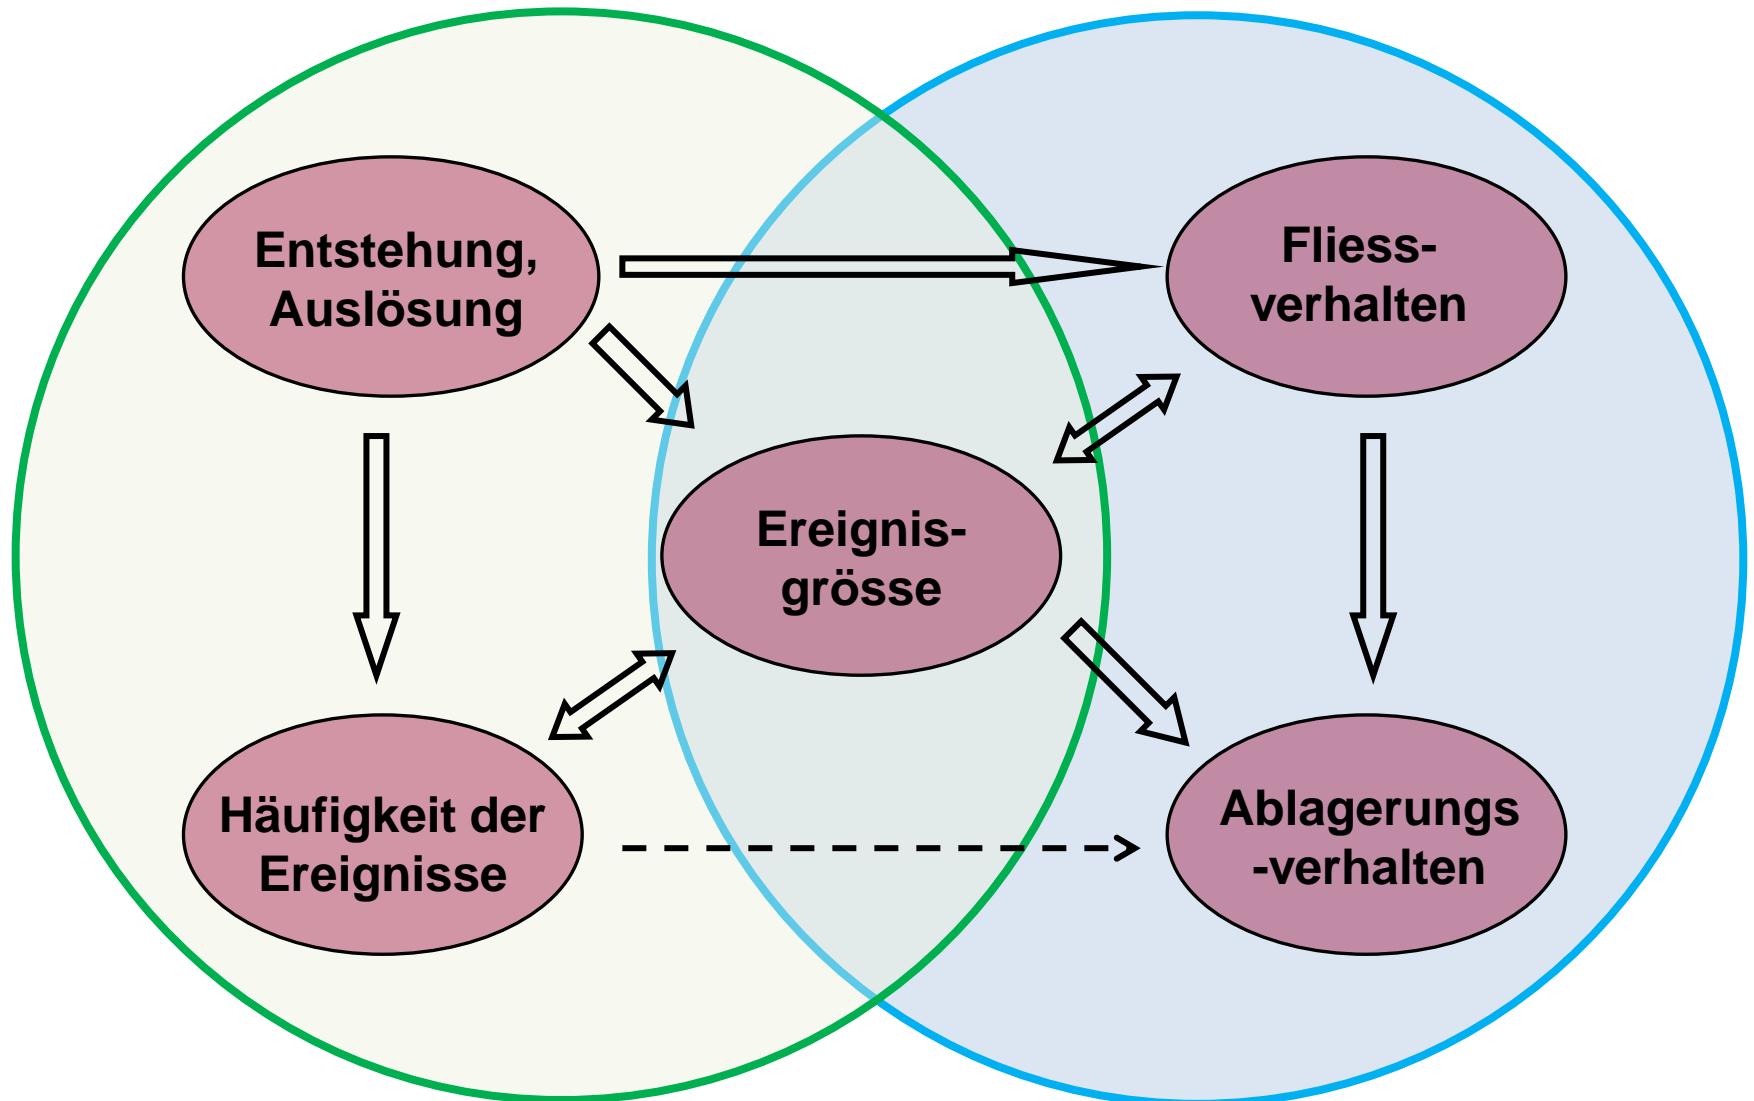 Entstehung,
Auslösung
Fliess-
verhalten
Ereignis-
grösse
Häufigkeit der
Ereignisse
Ablagerungs
-verhalten